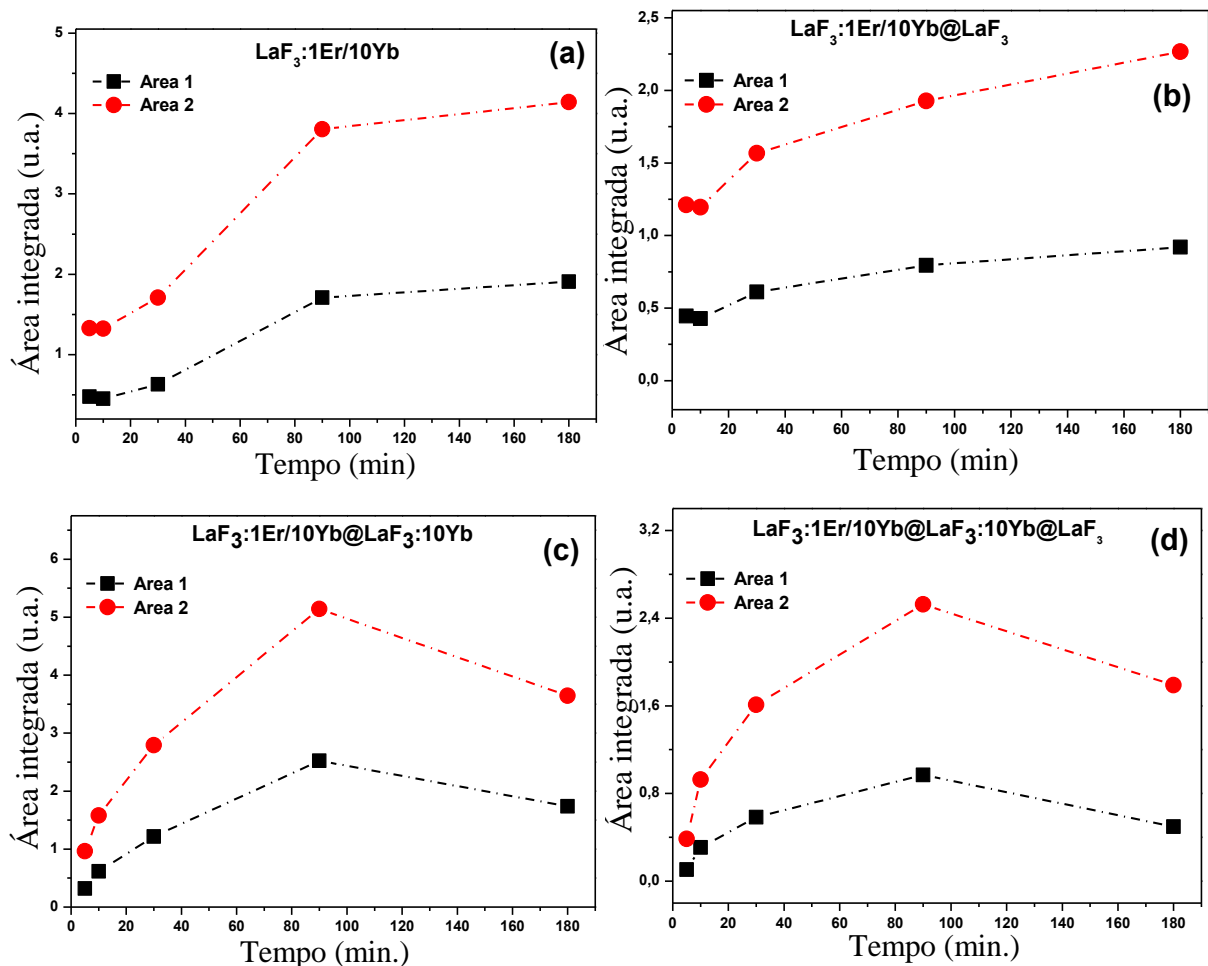 LaF3:1Er/10Yb
(a)
Area 1
Area 2
Área integrada (u.a.)
5
4
3
2
1
0 20 40 60 80 100 120 140 160 180
Tempo (min)
LaF3:1Er/10Yb@LaF3
(b)
Area 1
Area 2
Area integrada (u.a.)
2,5
2,0
1,5
1,0
0,5
0,0
0 20 40 60 80 100 120 140 160 180
Tempo (min)
LaF3:1Er/10Yb@LaF3:10Yb
(c)
Area 1
Area 2
Área integrada (u.a.)
6
5
4
3
2
1
0
0 20 40 60 80 100 120 140 160 180
Tempo (min.)
LaF3:1Er/10Yb@LaF3:10Yb@LaF3
(d)
Area 1
Area 2
Área integrada (u.a.)
3,2
2,4
1,6
0,8
0,0
0 20 40 60 80 100 120 140 160 180
Tempo (min.)